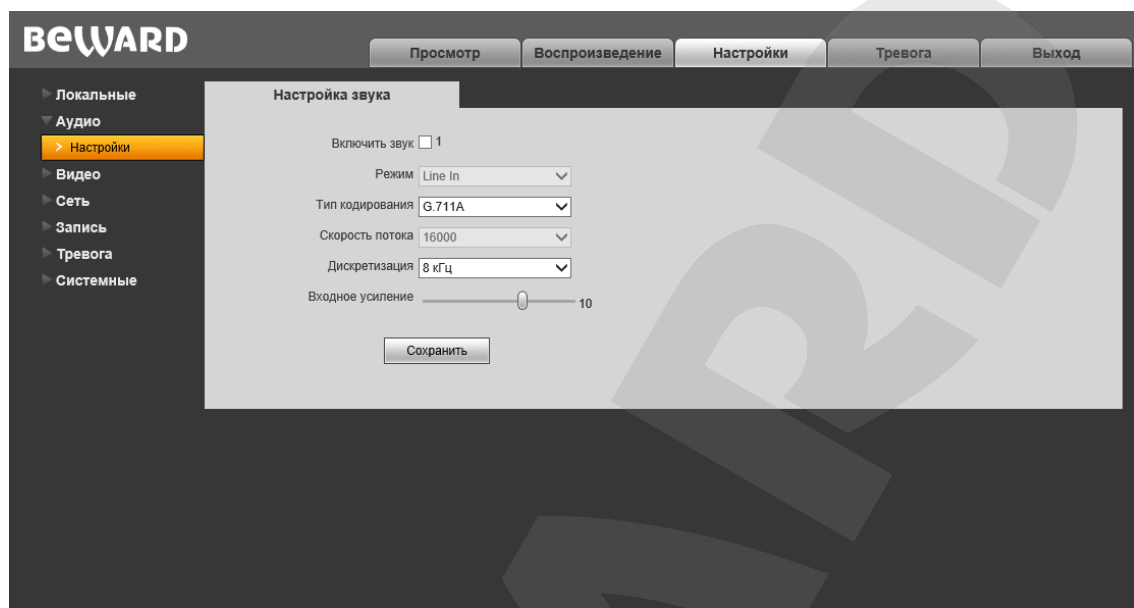 BEWARD
Просмотр Воспроизведение Настройки Тревога Выход
Локальные
Аудио
> Настройки
Видео
Сеть
Запись
Тревога
Системные
Настройка звука
Включить звук 1
Режим Line In
Тип кодирования G.711A
Скорость потока 16000
Дискретизация 8 кГц
Входное усиление 10
Сохранить